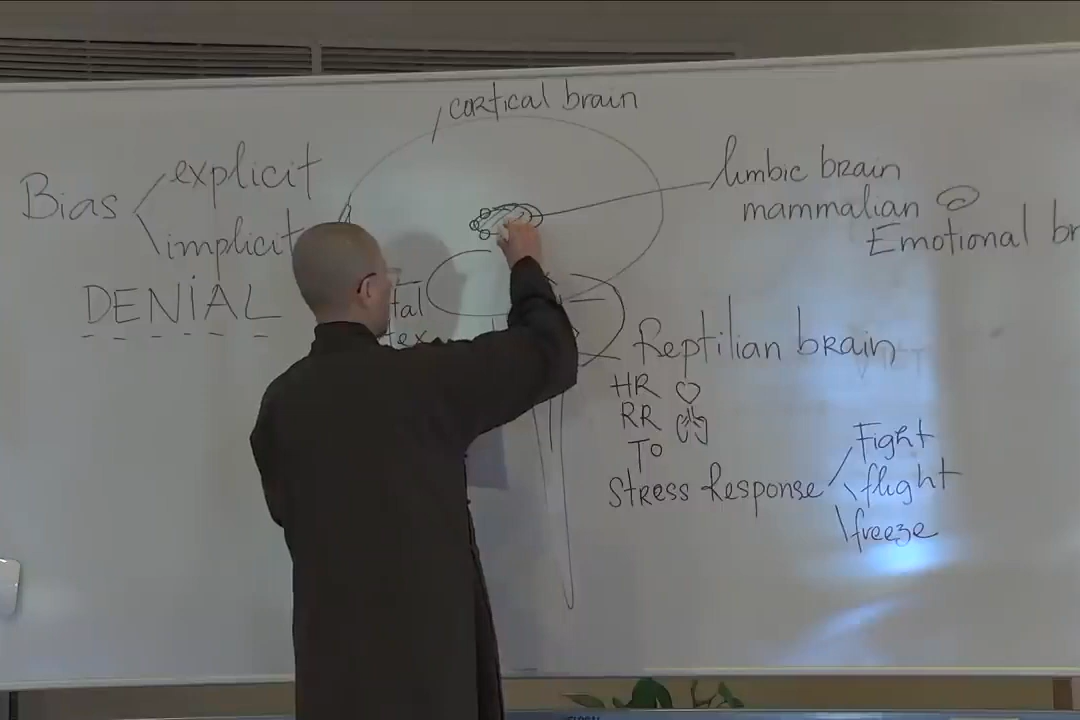 cortical brain
Bias
explicit
implicit
DENIAL
limbic brain
mammalian
Emotional
Reptilian brain
HR
RR
To
Stress Response
Fight
flight
freeze